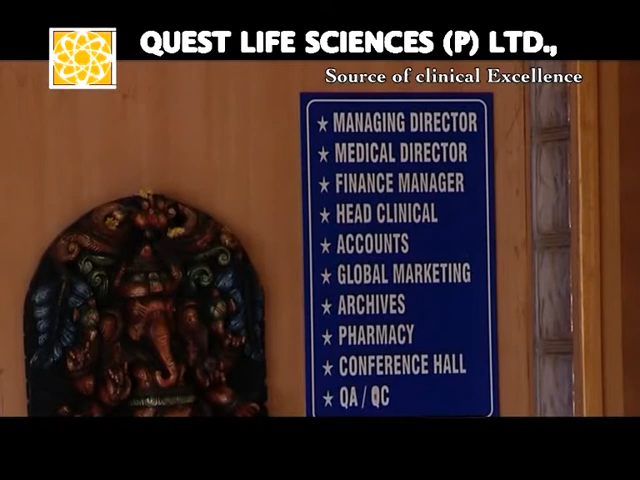 QUEST LIFE SCIENCES (P) LTD.,
Source of clinical Excellence
★ MANAGING DIRECTOR
★ MEDICAL DIRECTOR
★ FINANCE MANAGER
★ HEAD CLINICAL
★ ACCOUNTS
★ GLOBAL MARKETING
★ ARCHIVES
★ PHARMACY
★ CONFERENCE HALL
★ QA / QC